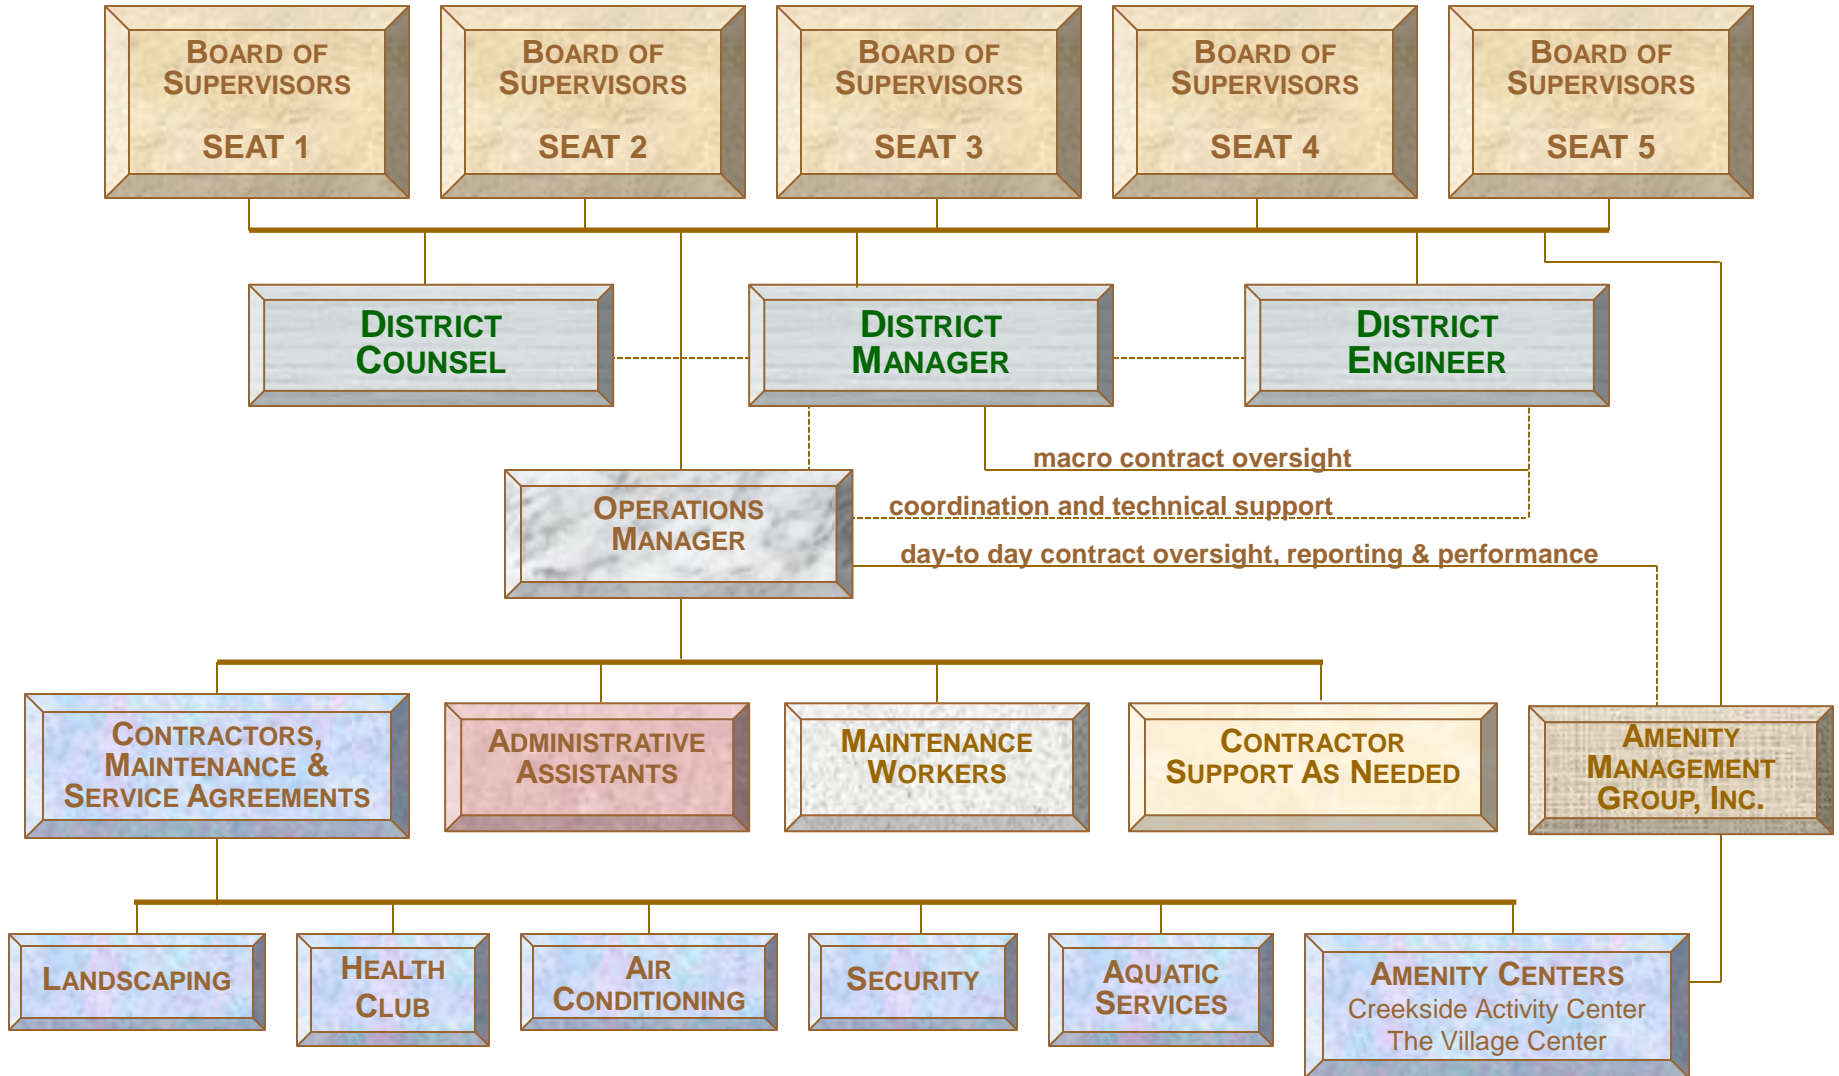 BOARD OF
SUPERVISORS
SEAT 1
BOARD OF
SUPERVISORS
SEAT 2
BOARD OF
SUPERVISORS
SEAT 3
BOARD OF
SUPERVISORS
SEAT 4
BOARD OF
SUPERVISORS
SEAT 5
DISTRICT
COUNSEL
DISTRICT
MANAGER
DISTRICT
ENGINEER
macro contract oversight
OPERATIONS
MANAGER
coordination and technical support
day-to day contract oversight, reporting & performance
CONTRACTORS,
MAINTENANCE &
SERVICE AGREEMENTS
ADMINISTRATIVE
ASSISTANTS
MAINTENANCE
WORKERS
CONTRACTOR
SUPPORT AS NEEDED
AMENITY
MANAGEMENT
GROUP, INC.
LANDSCAPING
HEALTH
CLUB
AIR
CONDITIONING
SECURITY
AQUATIC
SERVICES
AMENITY CENTERS
Creekside Activity Center
The Village Center